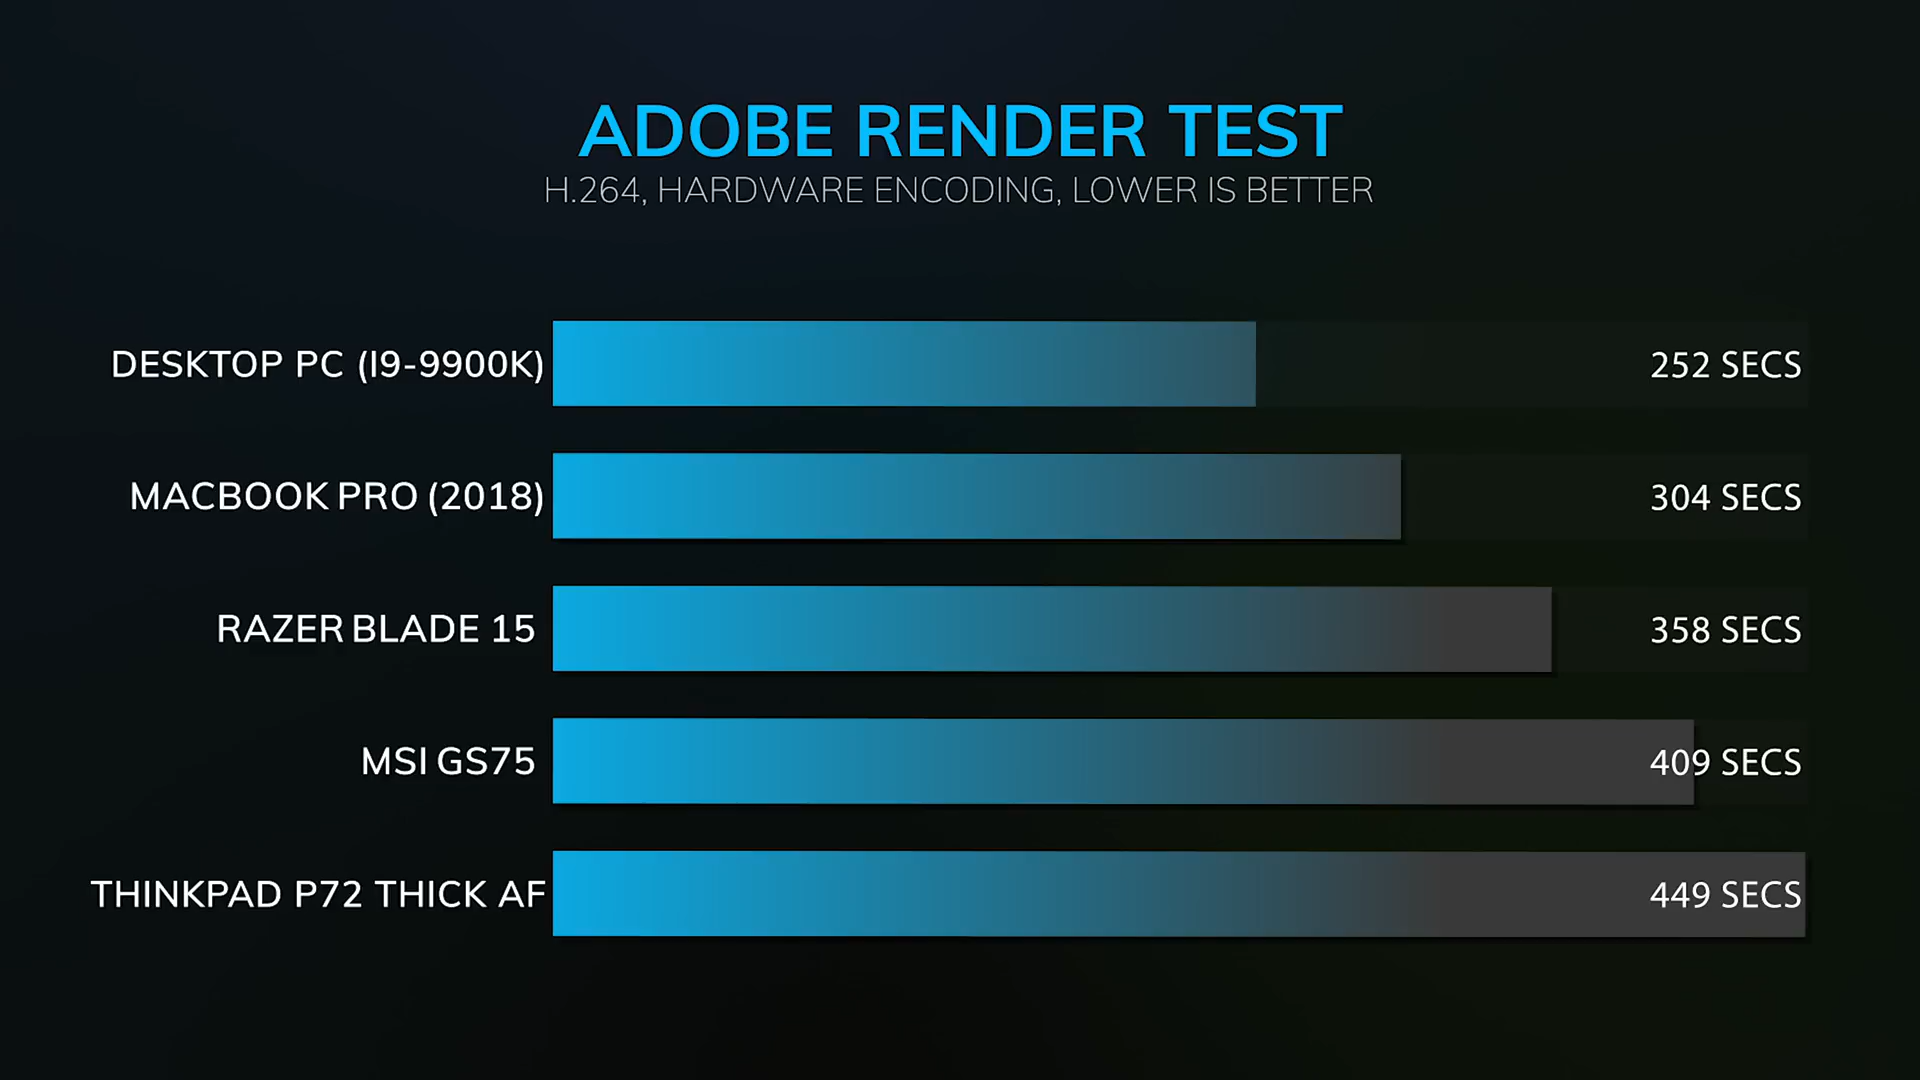 ADOBE RENDER TEST
H.264, HARDWARE ENCODING, LOWER IS BETTER
DESKTOP PC (I9-9900K) 252 SECS
MACBOOK PRO (2018) 304 SECS
RAZER BLADE 15 358 SECS
MSI GS75 409 SECS
THINKPAD P72 THICK AF 449 SECS